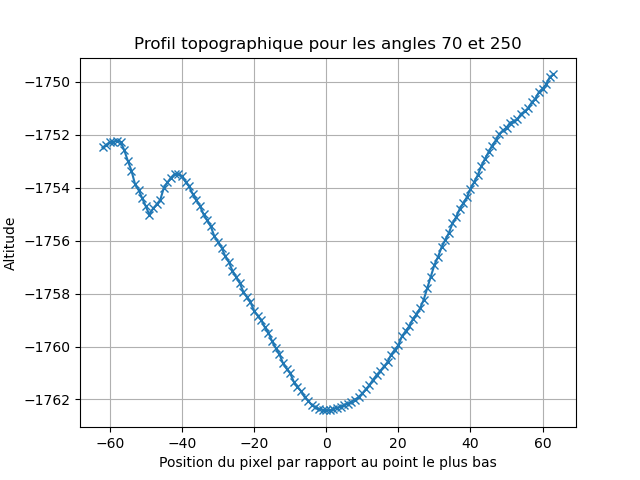 Profil topographique pour les angles 70 et 250
Altitude
−1750
−1752
−1754
−1756
−1758
−1760
−1762
−60 −40 −20 0 20 40 60
Position du pixel par rapport au point le plus bas